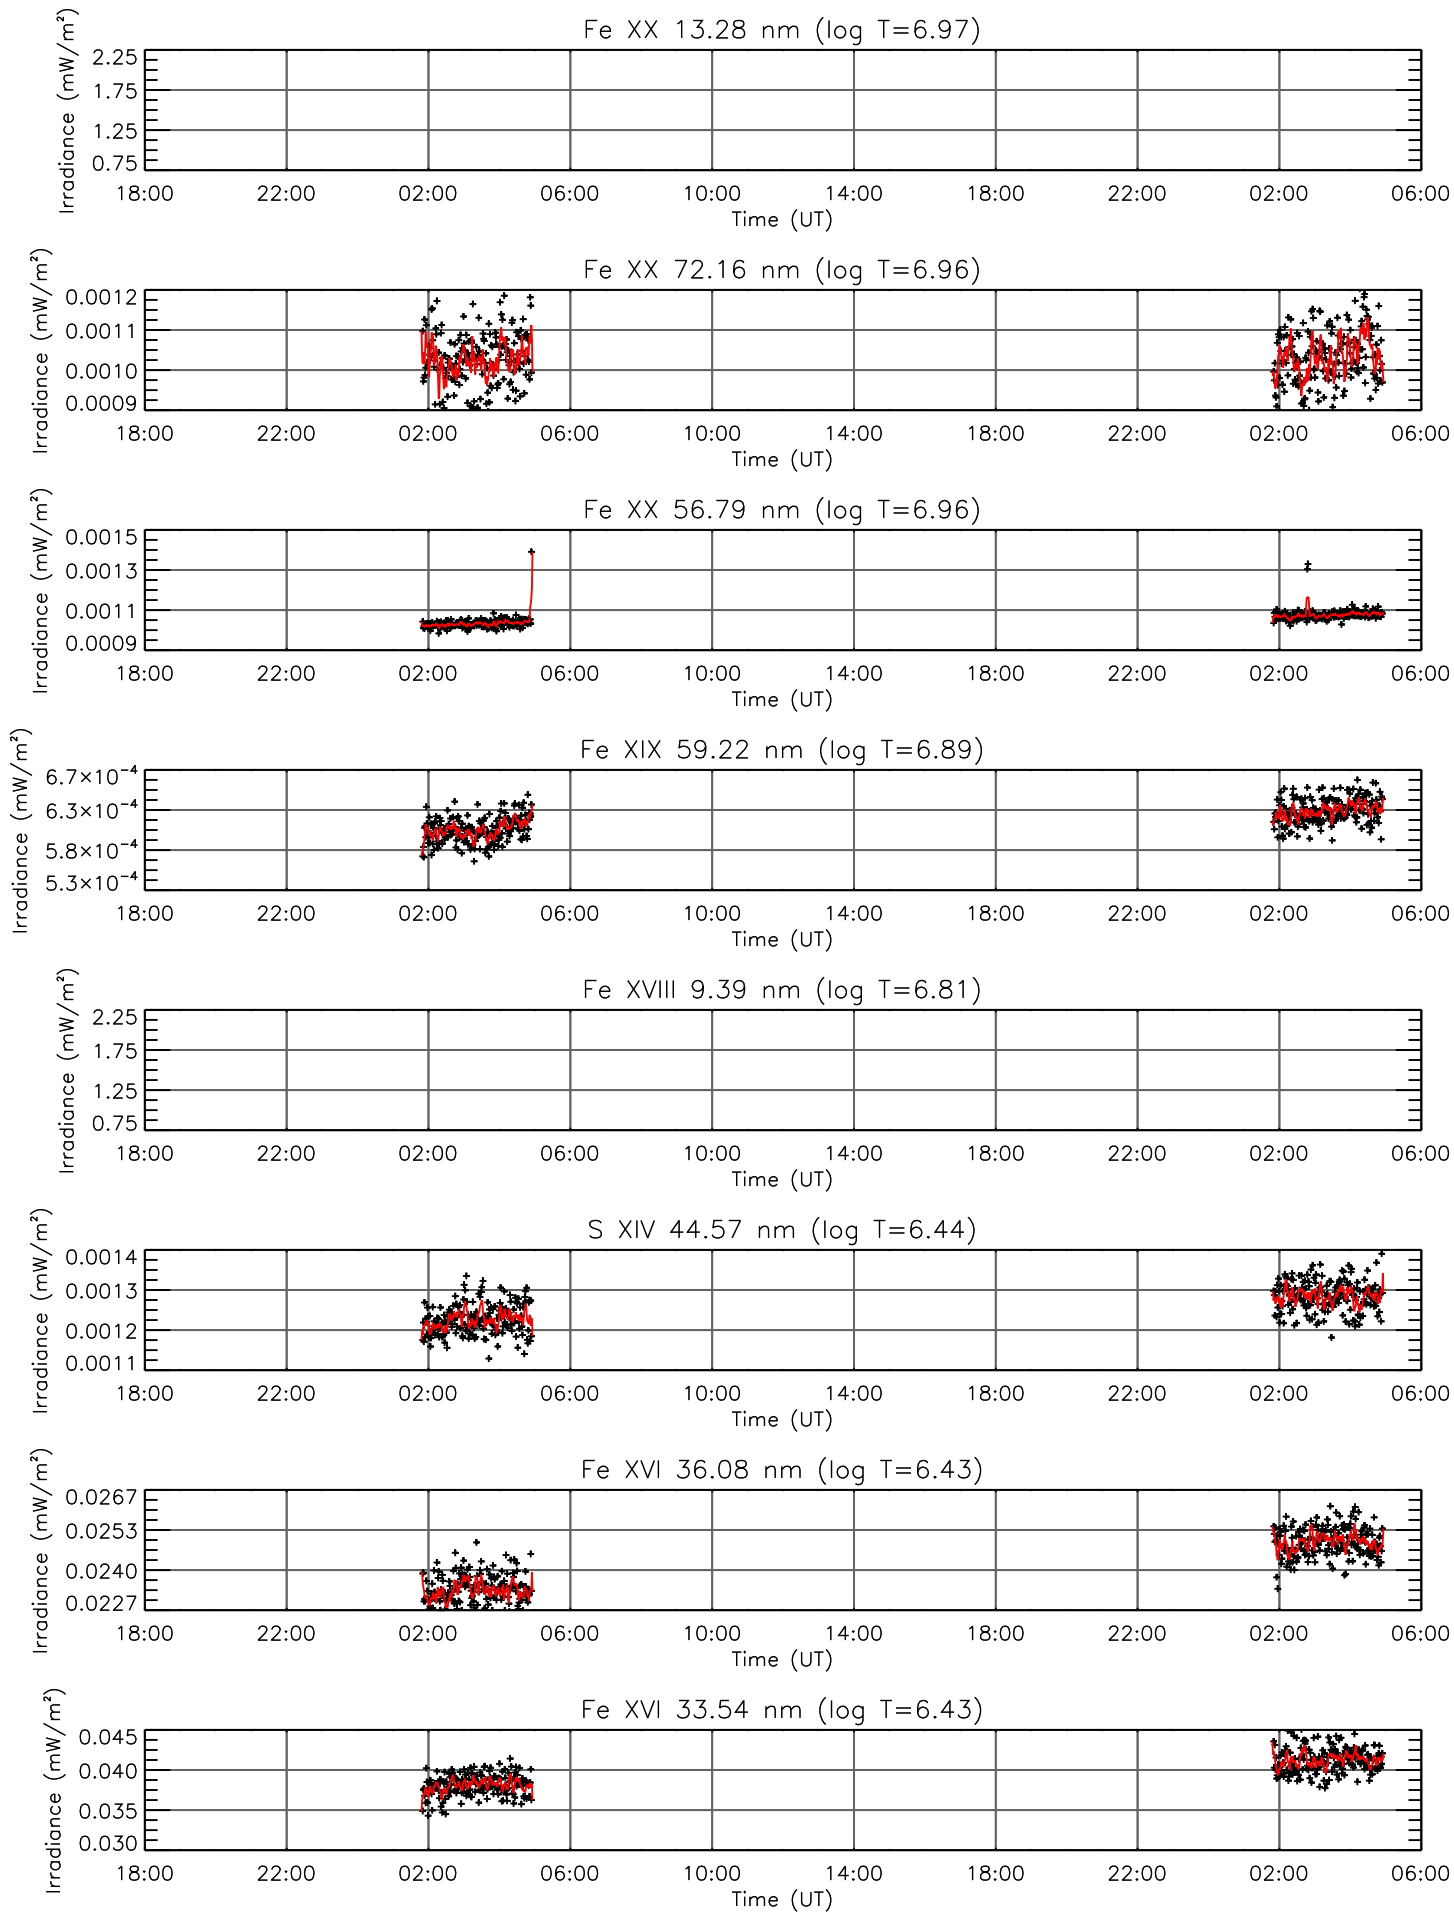 Fe XX 13.28 nm (log T=6.97)
Irradiance (mW/m²)
2.25
1.75
1.25
0.75
18:00 22:00 02:00 06:00 10:00 14:00 18:00 22:00 02:00 06:00
Time (UT)
Fe XX 72.16 nm (log T=6.96)
Irradiance (mW/m²)
0.0012
0.0011
0.0010
0.0009
18:00 22:00 02:00 06:00 10:00 14:00 18:00 22:00 02:00 06:00
Time (UT)
Fe XX 56.79 nm (log T=6.96)
Irradiance (mW/m²)
0.0015
0.0013
0.0011
0.0009
18:00 22:00 02:00 06:00 10:00 14:00 18:00 22:00 02:00 06:00
Time (UT)
Fe XIX 59.22 nm (log T=6.89)
Irradiance (mW/m²)
6.7×10⁻⁴
6.3×10⁻⁴
5.8×10⁻⁴
5.3×10⁻⁴
18:00 22:00 02:00 06:00 10:00 14:00 18:00 22:00 02:00 06:00
Time (UT)
Fe XVIII 9.39 nm (log T=6.81)
Irradiance (mW/m²)
2.25
1.75
1.25
0.75
18:00 22:00 02:00 06:00 10:00 14:00 18:00 22:00 02:00 06:00
Time (UT)
S XIV 44.57 nm (log T=6.44)
Irradiance (mW/m²)
0.0014
0.0013
0.0012
0.0011
18:00 22:00 02:00 06:00 10:00 14:00 18:00 22:00 02:00 06:00
Time (UT)
Fe XVI 36.08 nm (log T=6.43)
Irradiance (mW/m²)
0.0267
0.0253
0.0240
0.0227
18:00 22:00 02:00 06:00 10:00 14:00 18:00 22:00 02:00 06:00
Time (UT)
Fe XVI 33.54 nm (log T=6.43)
Irradiance (mW/m²)
0.045
0.040
0.035
0.030
18:00 22:00 02:00 06:00 10:00 14:00 18:00 22:00 02:00 06:00
Time (UT)